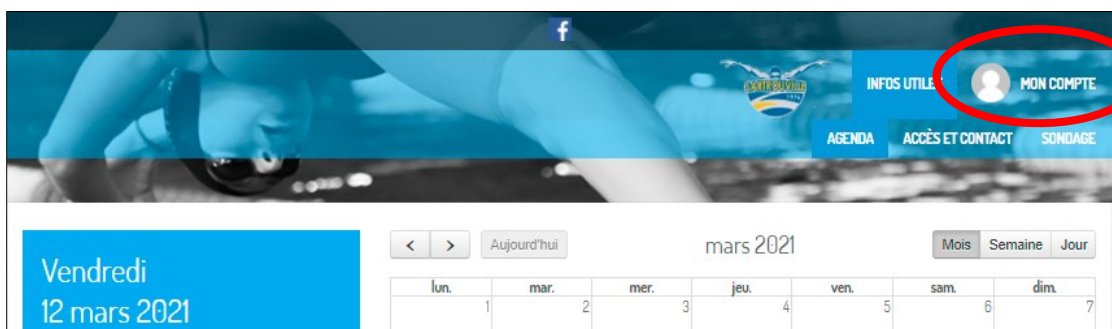 f
SARTROUVILLE
INFOS UTILES
MON COMPTE
AGENDA
ACCÈS ET CONTACT
SONDAGE
Vendredi
12 mars 2021
< > Aujourd'hui
mars 2021
Mois Semaine Jour
lun. mar. mer. jeu. ven. sam. dim.
1 2 3 4 5 6 7